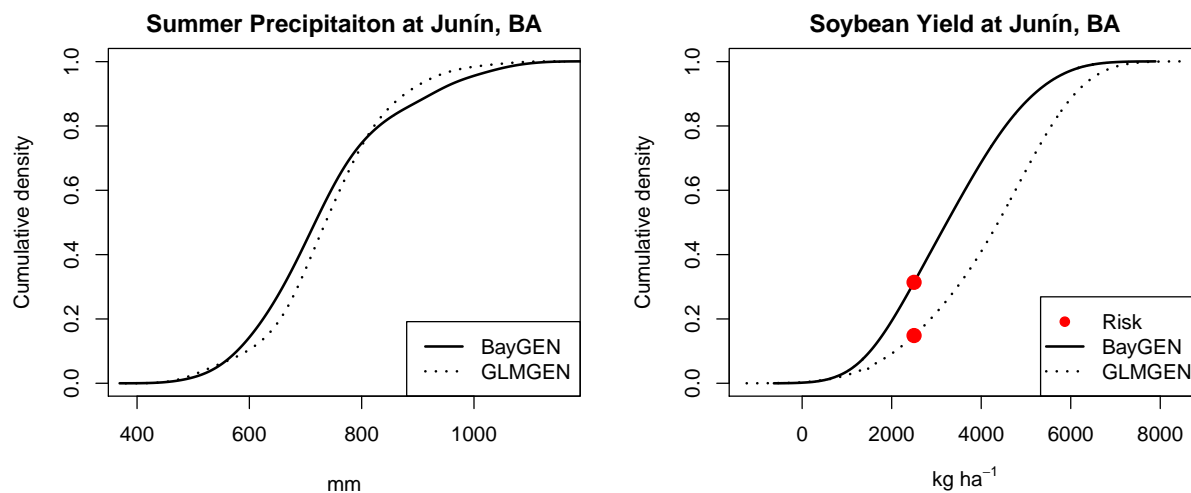 Summer Precipitaiton at Junín, BA
Cumulative density
1.0
0.8
0.6
0.4
0.2
0.0
BayGEN
GLMGEN
400 600 800 1000
mm
Soybean Yield at Junín, BA
Cumulative density
1.0
0.8
0.6
0.4
0.2
0.0
Risk
BayGEN
GLMGEN
0 2000 4000 6000 8000
kg ha⁻¹